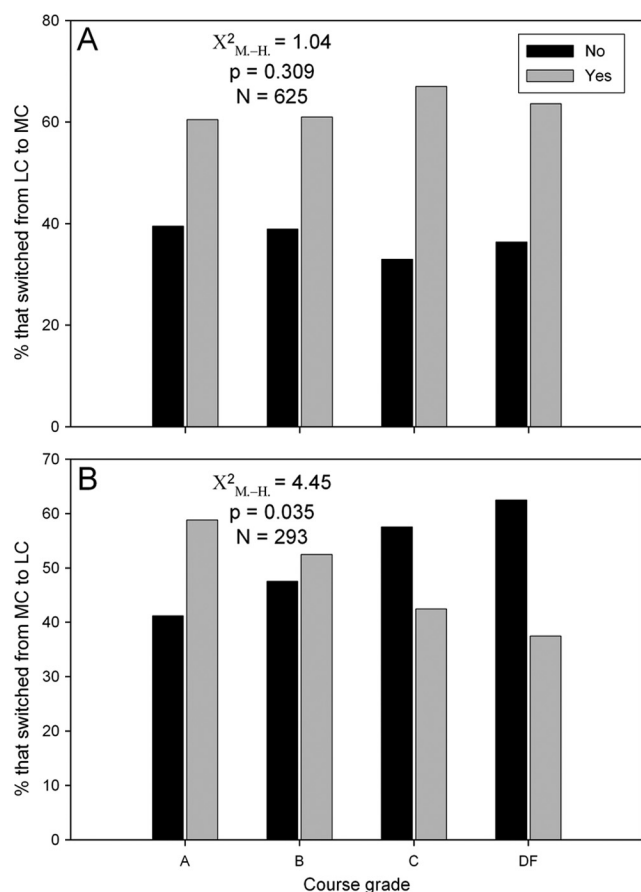 A
Χ²M.–H. = 1.04
p = 0.309
N = 625
No
Yes
% that switched from LC to MC
80
60
40
20
0
B
Χ²M.–H. = 4.45
p = 0.035
N = 293
% that switched from MC to LC
70
60
50
40
30
20
10
0
A B C DF
Course grade